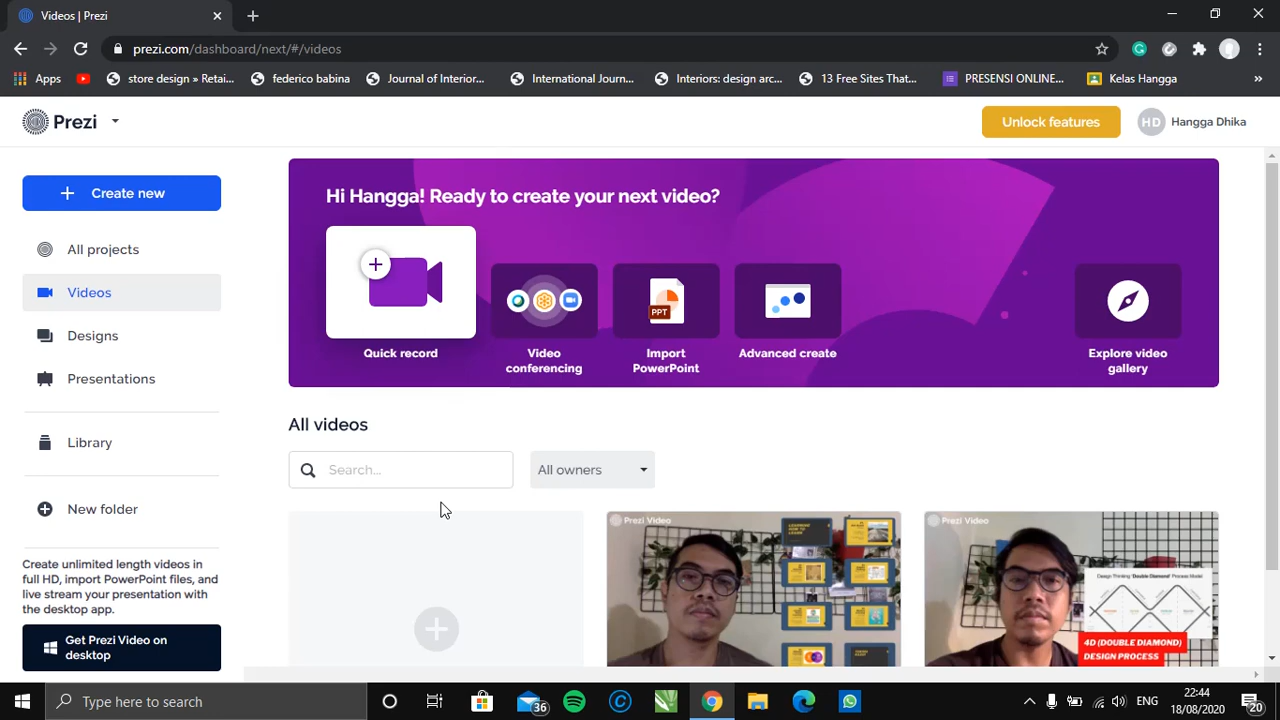 Videos | Prezi
prezi.com/dashboard/next/#/videos
Apps
store design » Retai...
federico babina
Journal of Interior...
International Journ...
Interiors: design arc...
13 Free Sites That...
PRESENSI ONLINE...
Kelas Hangga
»
Prezi
Unlock features
HD
Hangga Dhika
Create new
All projects
Videos
Designs
Presentations
Library
New folder
Create unlimited length videos in
full HD, import PowerPoint files, and
live stream your presentation with
the desktop app.
Get Prezi Video on
desktop
Hi Hangga! Ready to create your next video?
Quick record
Video
conferencing
PPT
Import
PowerPoint
Advanced create
Explore video
gallery
All videos
Search...
All owners
Prezi Video
Prezi Video
Design Thinking 'Double Diamond' Process Model
4D (DOUBLE DIAMOND)
DESIGN PROCESS
Type here to search
36
ENG
22:44
18/08/2020
20